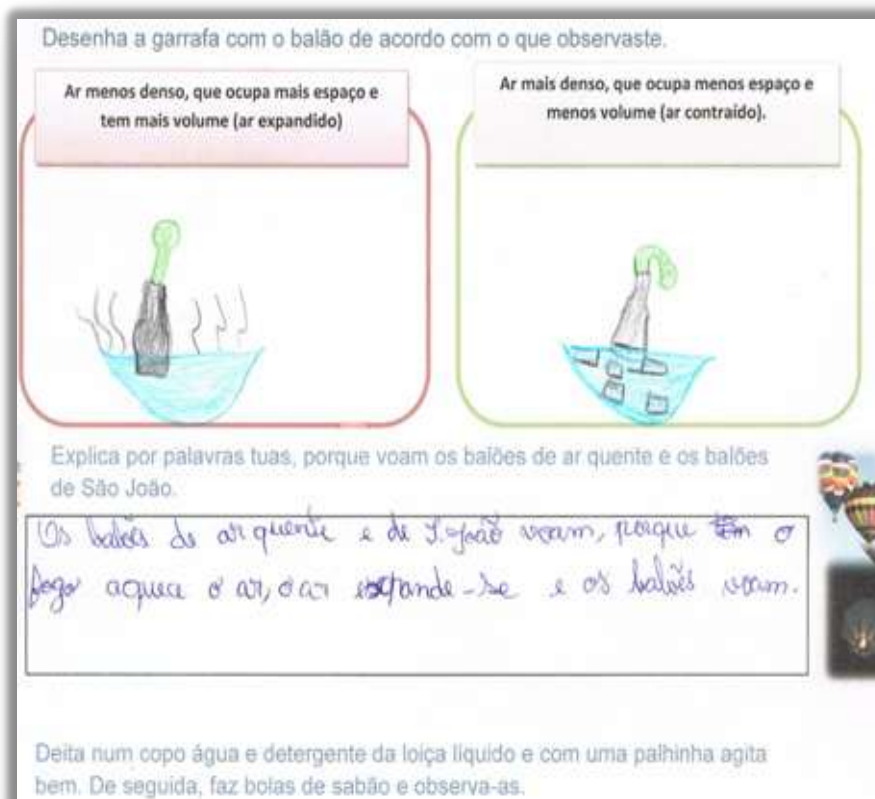 Desenha a garrafa com o balão de acordo com o que observaste.
Ar menos denso, que ocupa mais espaço e
tem mais volume (ar expandido)
Ar mais denso, que ocupa menos espaço e
menos volume (ar contraído).
Explica por palavras tuas, porque voam os balões de ar quente e os balões
de São João.
Os balões de ar quente e de S. João voam, porque o
fogo aquece o ar, o ar expande-se e os balões voam.
Deita num copo água e detergente da loiça líquido e com uma palhinha agita
bem. De seguida, faz bolas de sabão e observa-as.